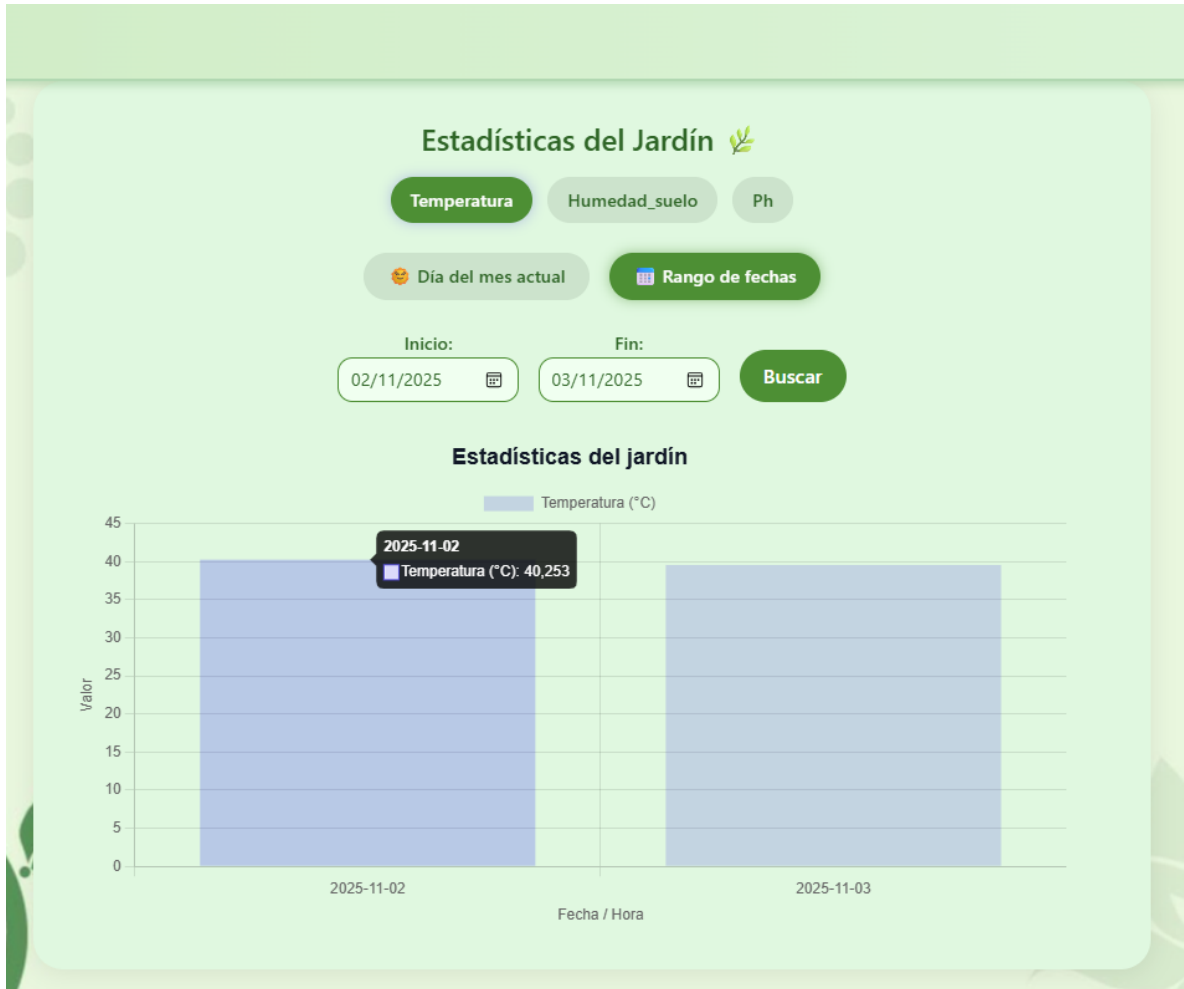 Estadísticas del Jardín 🌿
Temperatura Humedad_suelo Ph
Día del mes actual Rango de fechas
Inicio: Fin:
02/11/2025 03/11/2025 Buscar
Estadísticas del jardín
Temperatura (°C)
45
2025-11-02
Temperatura (°C): 40,253
40
35
30
25
20
15
10
5
0
Valor
2025-11-02 2025-11-03
Fecha / Hora